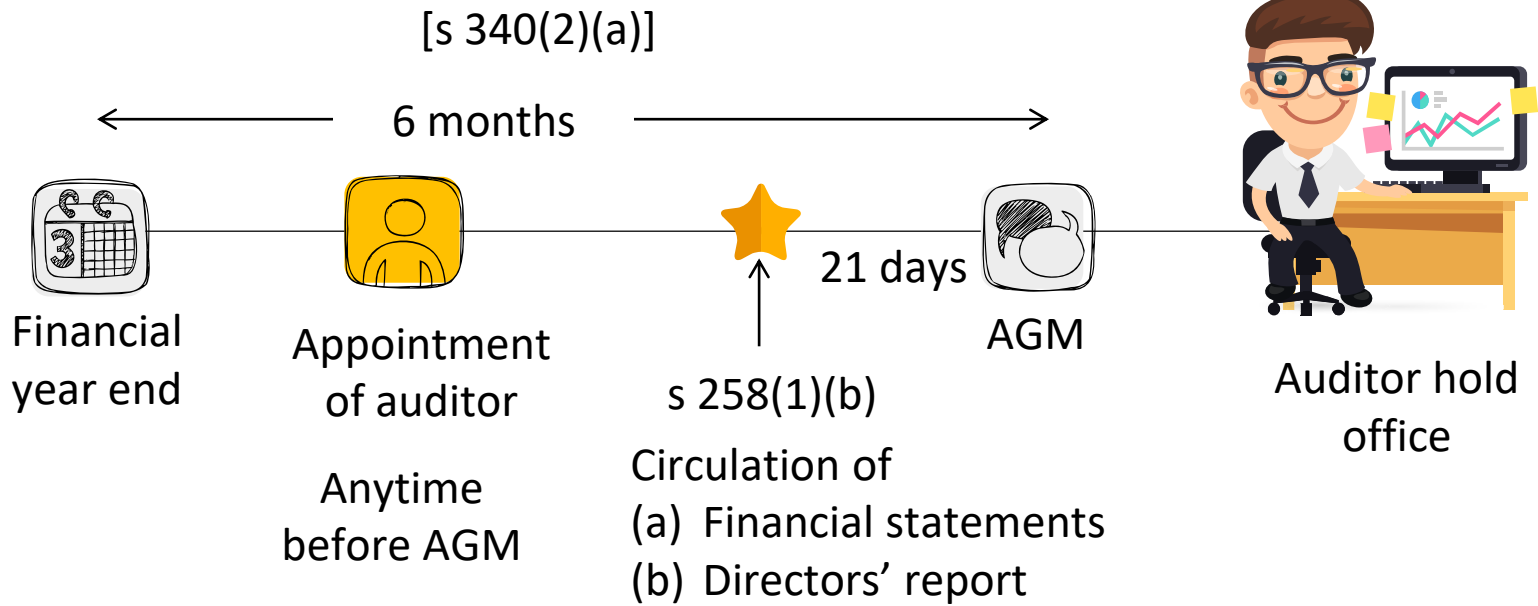 [s 340(2)(a)]
6 months
3
21 days
Financial
year end
Appointment
of auditor
Anytime
before AGM
s 258(1)(b)
Circulation of
(a) Financial statements
(b) Directors’ report
AGM
Auditor hold
office